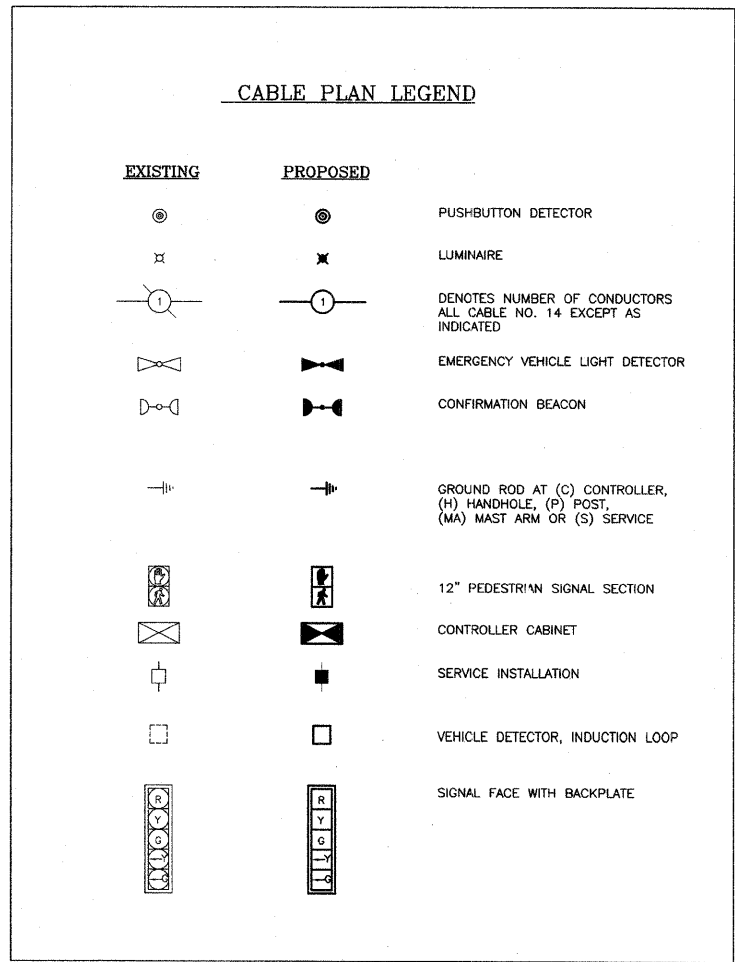 CABLE PLAN LEGEND
EXISTING PROPOSED
PUSHBUTTON DETECTOR
LUMINAIRE
1 1 DENOTES NUMBER OF CONDUCTORS
ALL CABLE NO. 14 EXCEPT AS
INDICATED
EMERGENCY VEHICLE LIGHT DETECTOR
CONFIRMATION BEACON
GROUND ROD AT (C) CONTROLLER,
(H) HANDHOLE, (P) POST,
(MA) MAST ARM OR (S) SERVICE
12" PEDESTRIAN SIGNAL SECTION
CONTROLLER CABINET
SERVICE INSTALLATION
VEHICLE DETECTOR, INDUCTION LOOP
R R SIGNAL FACE WITH BACKPLATE
Y Y
G G
Y Y
G G